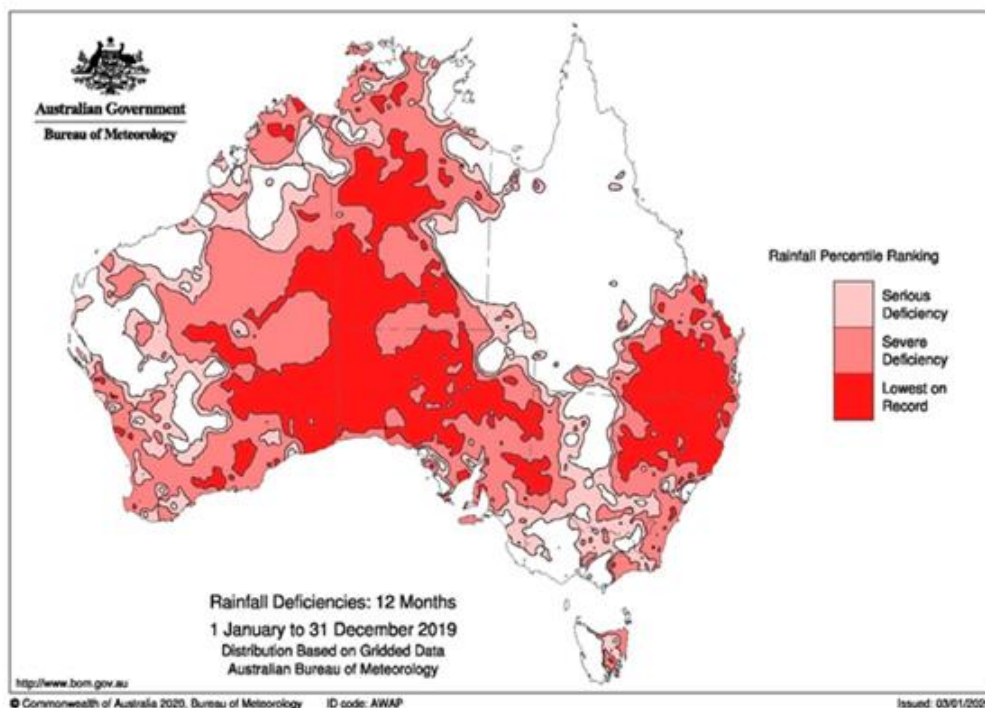 Australian Government
Bureau of Meteorology
Rainfall Percentile Ranking
Serious
Deficiency
Severe
Deficiency
Lowest on
Record
Rainfall Deficiencies: 12 Months
1 January to 31 December 2019
Distribution Based on Gridded Data
Australian Bureau of Meteorology
http://www.bom.gov.au
© Commonwealth of Australia 2020, Bureau of Meteorology ID code: AWAP
Issued: